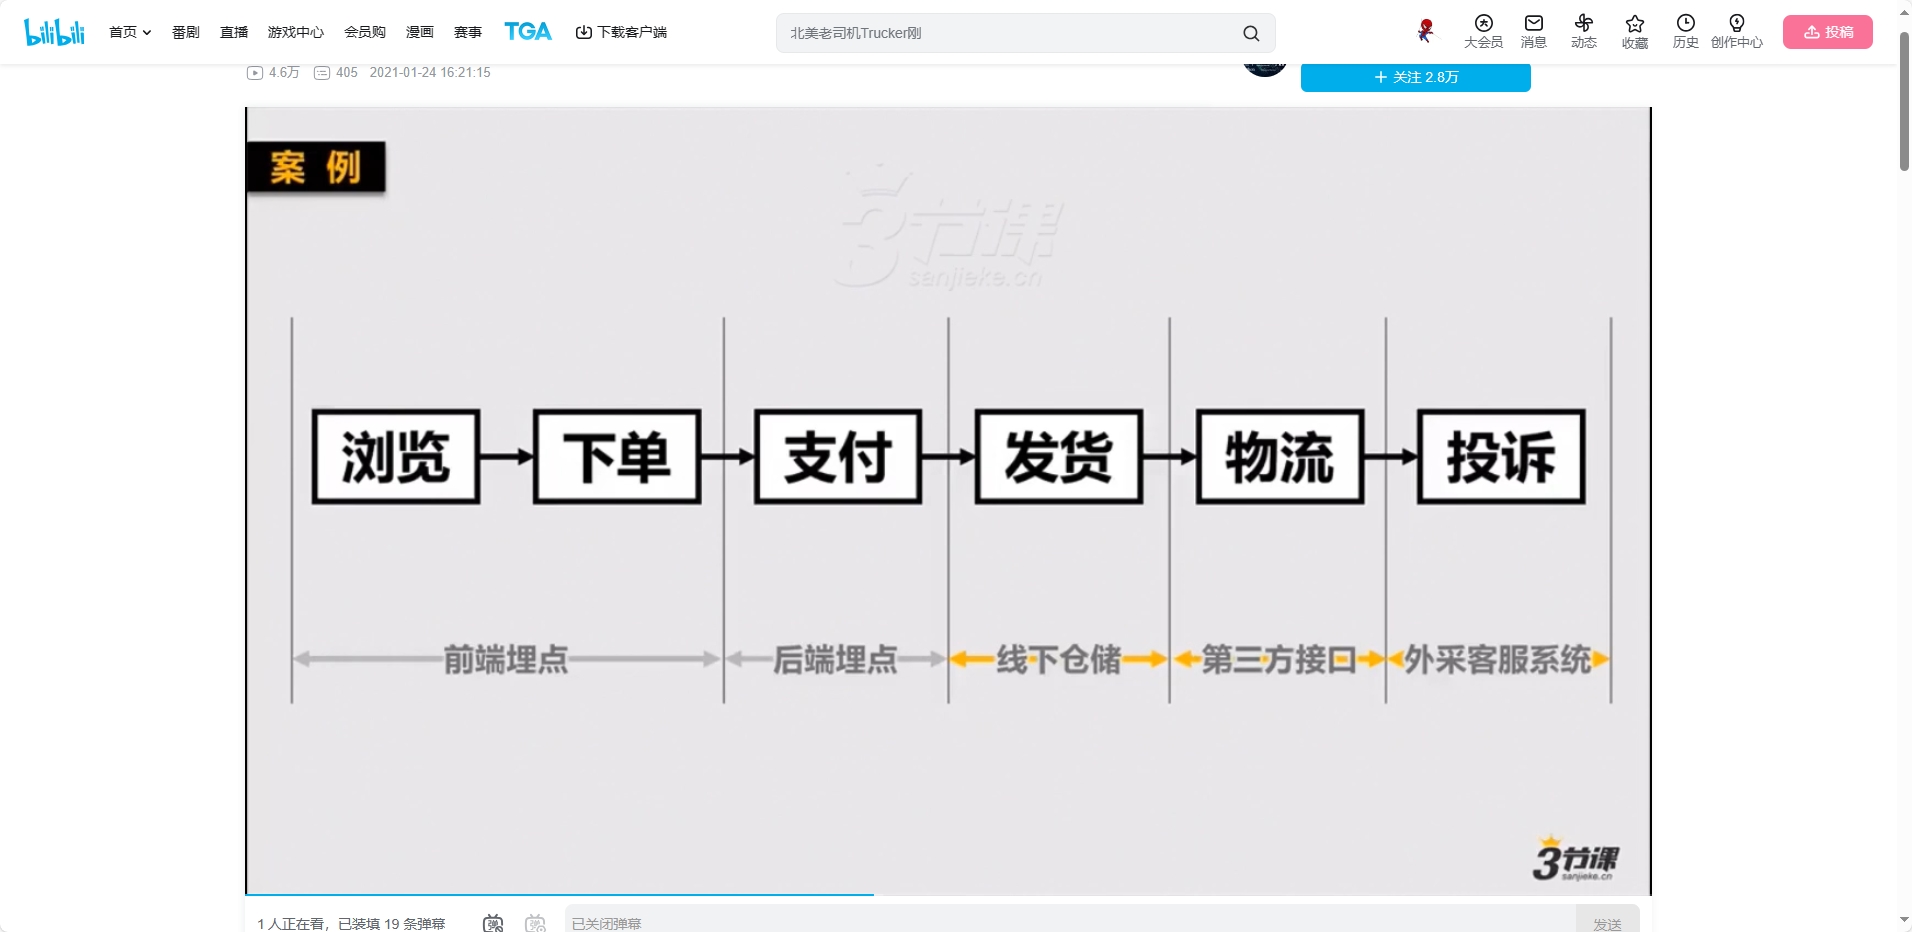 bilibili 首页 番剧 直播 游戏中心 会员购 漫画 赛事 TGA 下载客户端 北美老司机Trucker刚 大会员 消息 动态 收藏 历史 创作中心 投稿
4.6万 405 2021-01-24 16:21:15 + 关注 2.8万
案 例
3节课
sanjieke.cn
浏览 下单 支付 发货 物流 投诉
前端埋点 后端埋点 线下仓储 第三方接口 外采客服系统
3节课
sanjieke.cn
1 人正在看，已装填 19 条弹幕 弹 弹 已关闭弹幕 发送